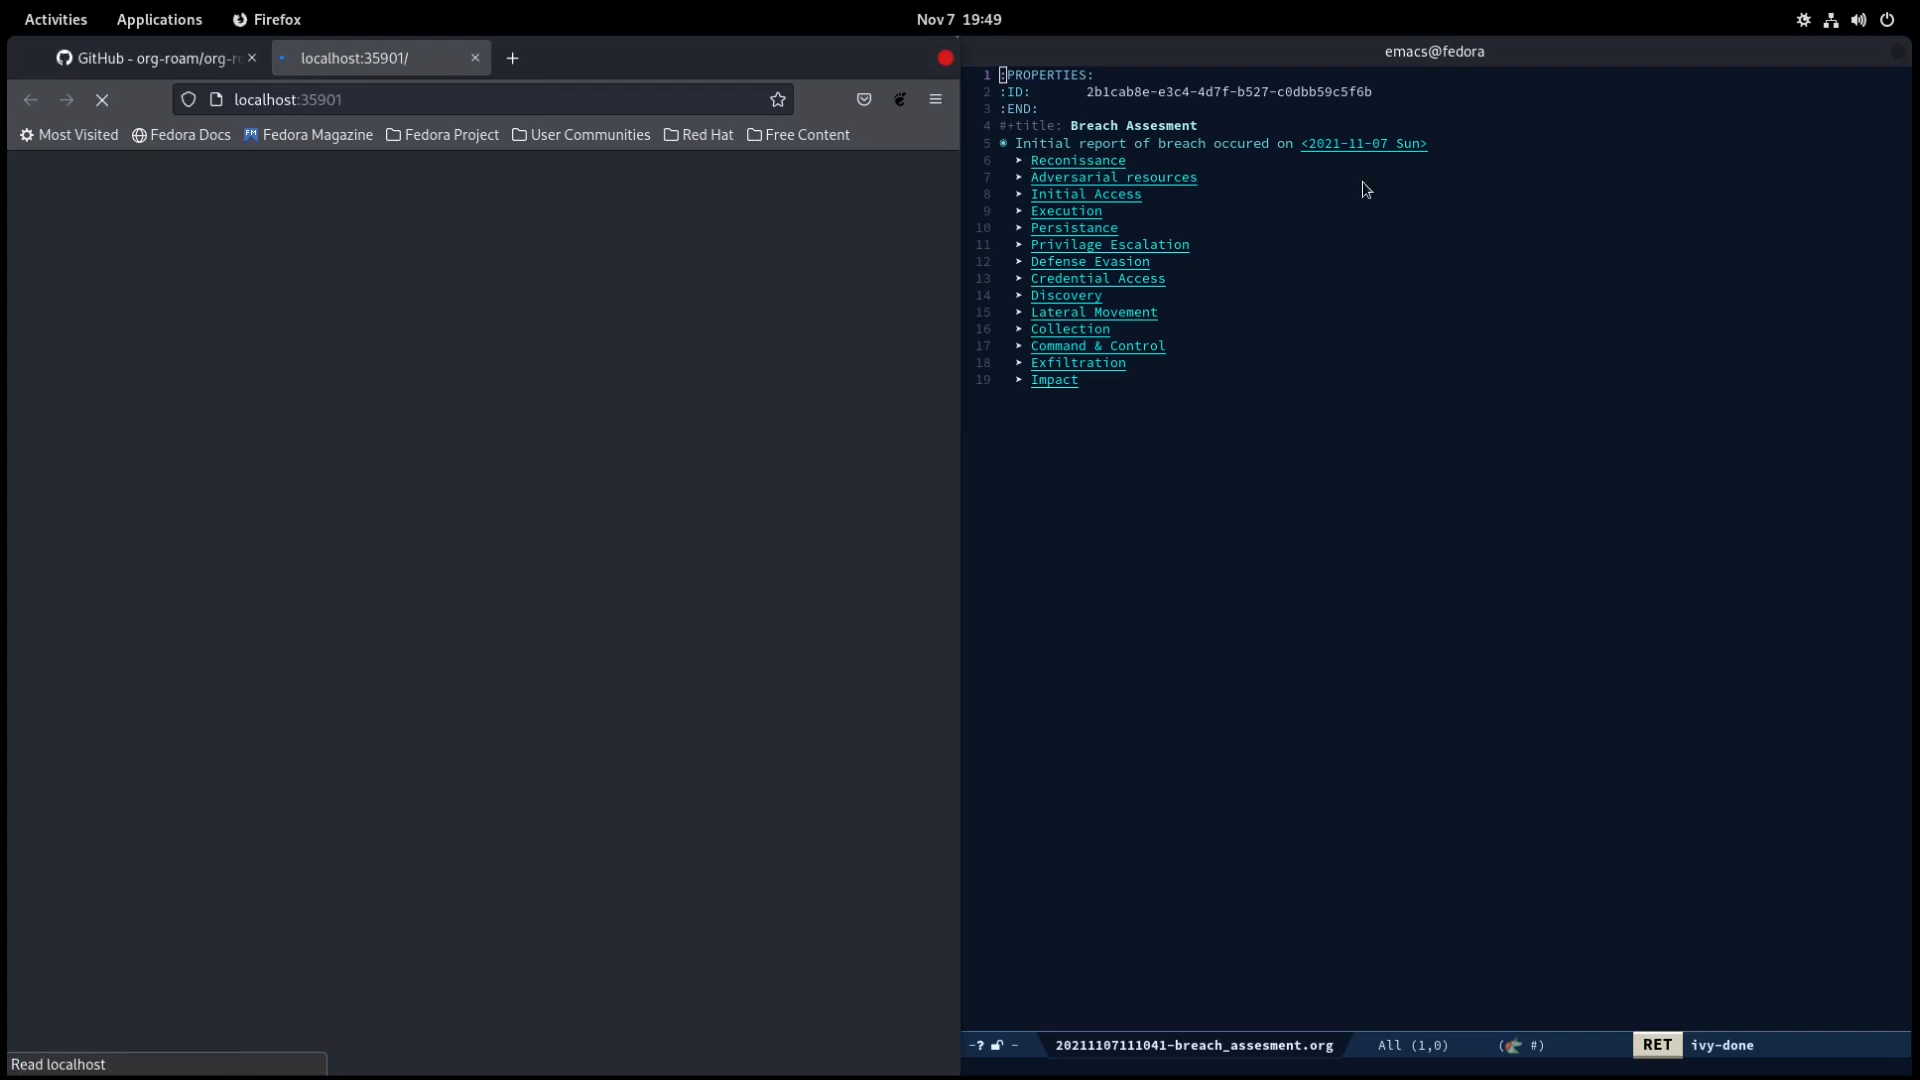 Activities Applications Firefox Nov 7 19:49
GitHub - org-roam/org-r localhost:35901/
emacs@fedora
localhost:35901
Most Visited Fedora Docs Fedora Magazine Fedora Project User Communities Red Hat Free Content
Read localhost
1 :PROPERTIES:
2 :ID: 2b1cab8e-e3c4-4d7f-b527-c0dbb59c5f6b
3 :END:
4 #+title: Breach Assesment
5 Initial report of breach occured on <2021-11-07 Sun>
6 Reconissance
7 Adversarial resources
8 Initial Access
9 Execution
10 Persistance
11 Privilage Escalation
12 Defense Evasion
13 Credential Access
14 Discovery
15 Lateral Movement
16 Collection
17 Command & Control
18 Exfiltration
19 Impact
-? - 20211107111041-breach_assesment.org All (1,0) ( #) RET ivy-done